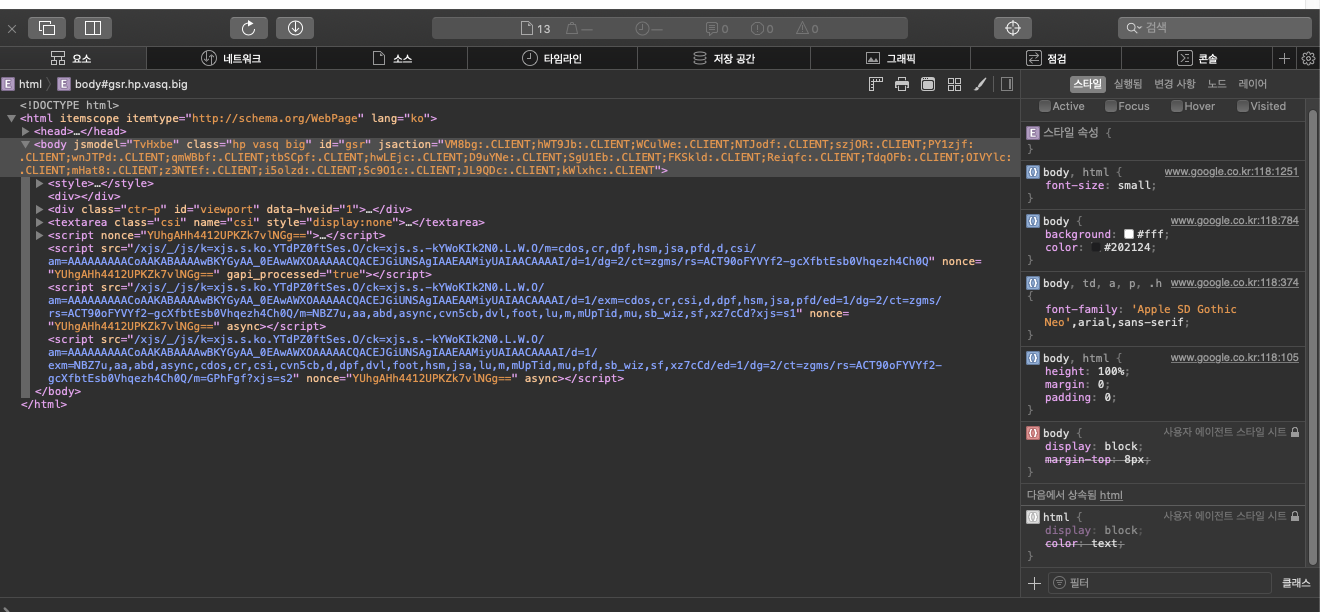 13
—
—
0
0
0
검색
요소
네트워크
소스
타임라인
저장 공간
그래픽
점검
콘솔
E html
E body#gsr.hp.vasq.big
스타일 실행됨 변경 사항 노드 레이어
Active Focus Hover Visited
<!DOCTYPE html>
<html itemscope itemtype="http://schema.org/WebPage" lang="ko">
<head>…</head>
<body jsmodel="TvHxbe" class="hp vasq big" id="gsr" jsaction="VM8bg:.CLIENT;hWT9Jb:.CLIENT;WCulWe:.CLIENT;NTJodf:.CLIENT;szjOR:.CLIENT;PY1zjf:
.CLIENT;wnJTPd:.CLIENT;qmWBbf:.CLIENT;tbSCpf:.CLIENT;hwLEjc:.CLIENT;D9uYNe:.CLIENT;SgU1Eb:.CLIENT;FKSkld:.CLIENT;Reiqfc:.CLIENT;TdqOFb:.CLIENT;OIVYlc:
.CLIENT;mHat8:.CLIENT;z3NTEf:.CLIENT;i5olzd:.CLIENT;Sc9O1c:.CLIENT;JL9QDc:.CLIENT;kWlxhc:.CLIENT">
<style>…</style>
<div></div>
<div class="ctr-p" id="viewport" data-hveid="1">…</div>
<textarea class="csi" name="csi" style="display:none">…</textarea>
<script nonce="YUhgAHh4412UPKZk7vlNGg==">…</script>
<script src="/xjs/_/js/k=xjs.s.ko.YTdPZ0ftSes.O/ck=xjs.s.-kYWoKIk2N0.L.W.O/m=cdos,cr,dpf,hsm,jsa,pfd,d,csi/
am=AAAAAAAAACoAAKABAAAAwBKYGyAA_0EAwAWXOAAAAACQACEJGiUNSAgIAAEAAMiyUAIAACAAAAI/d=1/dg=2/ct=zgms/rs=ACT90oFYVYf2-gcXfbtEsb0Vhqezh4Ch0Q" nonce=
"YUhgAHh4412UPKZk7vlNGg==" gapi_processed="true"></script>
<script src="/xjs/_/js/k=xjs.s.ko.YTdPZ0ftSes.O/ck=xjs.s.-kYWoKIk2N0.L.W.O/
am=AAAAAAAAACoAAKABAAAAwBKYGyAA_0EAwAWXOAAAAACQACEJGiUNSAgIAAEAAMiyUAIAACAAAAI/d=1/exm=cdos,cr,csi,d,dpf,hsm,jsa,pfd/ed=1/dg=2/ct=zgms/
rs=ACT90oFYVYf2-gcXfbtEsb0Vhqezh4Ch0Q/m=NBZ7u,aa,abd,async,cvn5cb,dvl,foot,lu,m,mUpTid,mu,sb_wiz,sf,xz7cCd?xjs=s1" nonce=
"YUhgAHh4412UPKZk7vlNGg==" async></script>
<script src="/xjs/_/js/k=xjs.s.ko.YTdPZ0ftSes.O/ck=xjs.s.-kYWoKIk2N0.L.W.O/
am=AAAAAAAAACoAAKABAAAAwBKYGyAA_0EAwAWXOAAAAACQACEJGiUNSAgIAAEAAMiyUAIAACAAAAI/d=1/
exm=NBZ7u,aa,abd,async,cdos,cr,csi,cvn5cb,d,dpf,dvl,foot,hsm,jsa,lu,m,mUpTid,mu,pfd,sb_wiz,sf,xz7cCd/ed=1/dg=2/ct=zgms/rs=ACT90oFYVYf2-
gcXfbtEsb0Vhqezh4Ch0Q/m=GPhFgf?xjs=s2" nonce="YUhgAHh4412UPKZk7vlNGg==" async></script>
</body>
</html>
E 스타일 속성 {
}
body, html { www.google.co.kr:118:1251
font-size: small;
}
body { www.google.co.kr:118:784
background: #fff;
color: #202124;
}
body, td, a, p, .h www.google.co.kr:118:374
{
font-family: 'Apple SD Gothic
Neo',arial,sans-serif;
}
body, html { www.google.co.kr:118:105
height: 100%;
margin: 0;
padding: 0;
}
body { 사용자 에이전트 스타일 시트
display: block;
margin-top: 8px;
}
다음에서 상속됨 html
html { 사용자 에이전트 스타일 시트
display: block;
color: text;
}
필터
클래스